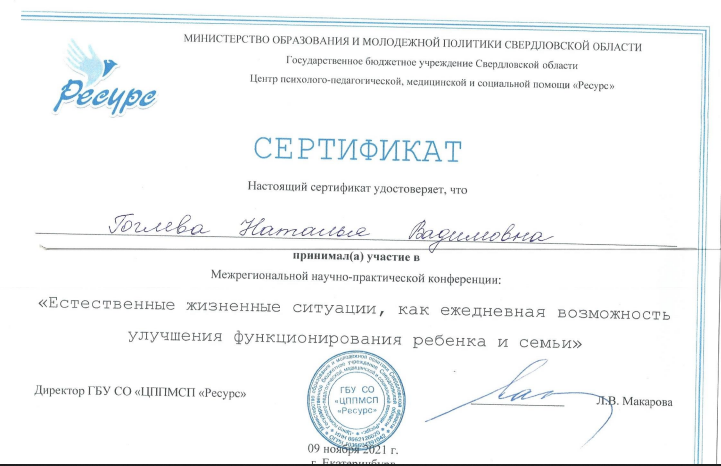 МИНИСТЕРСТВО ОБРАЗОВАНИЯ И МОЛОДЕЖНОЙ ПОЛИТИКИ СВЕРДЛОВСКОЙ ОБЛАСТИ
Государственное бюджетное учреждение Свердловской области
Центр психолого-педагогической, медицинской и социальной помощи «Ресурс»
Ресурс
СЕРТИФИКАТ
Настоящий сертификат удостоверяет, что
Гоглева Наталья Вадимовна
принимал(а) участие в
Межрегиональной научно-практической конференции:
«Естественные жизненные ситуации, как ежедневная возможность
улучшения функционирования ребенка и семьи»
Директор ГБУ СО «ЦППМСП «Ресурс»
ГБУ СО
«ЦППМСП
«Ресурс»
Л.В. Макарова
09 ноября 2021 г.
г. Екатеринбург